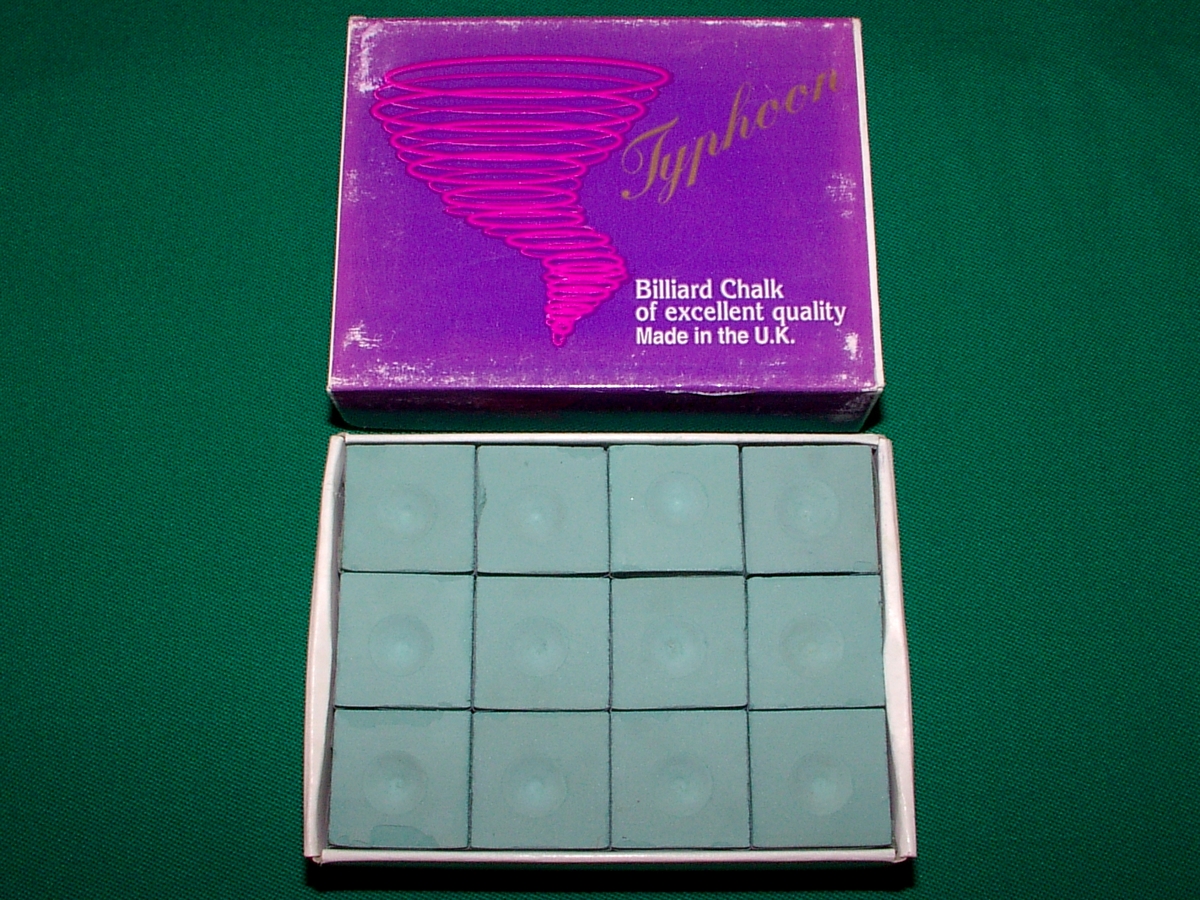 Typhoon
Billiard Chalk
of excellent quality
Made in the U.K.